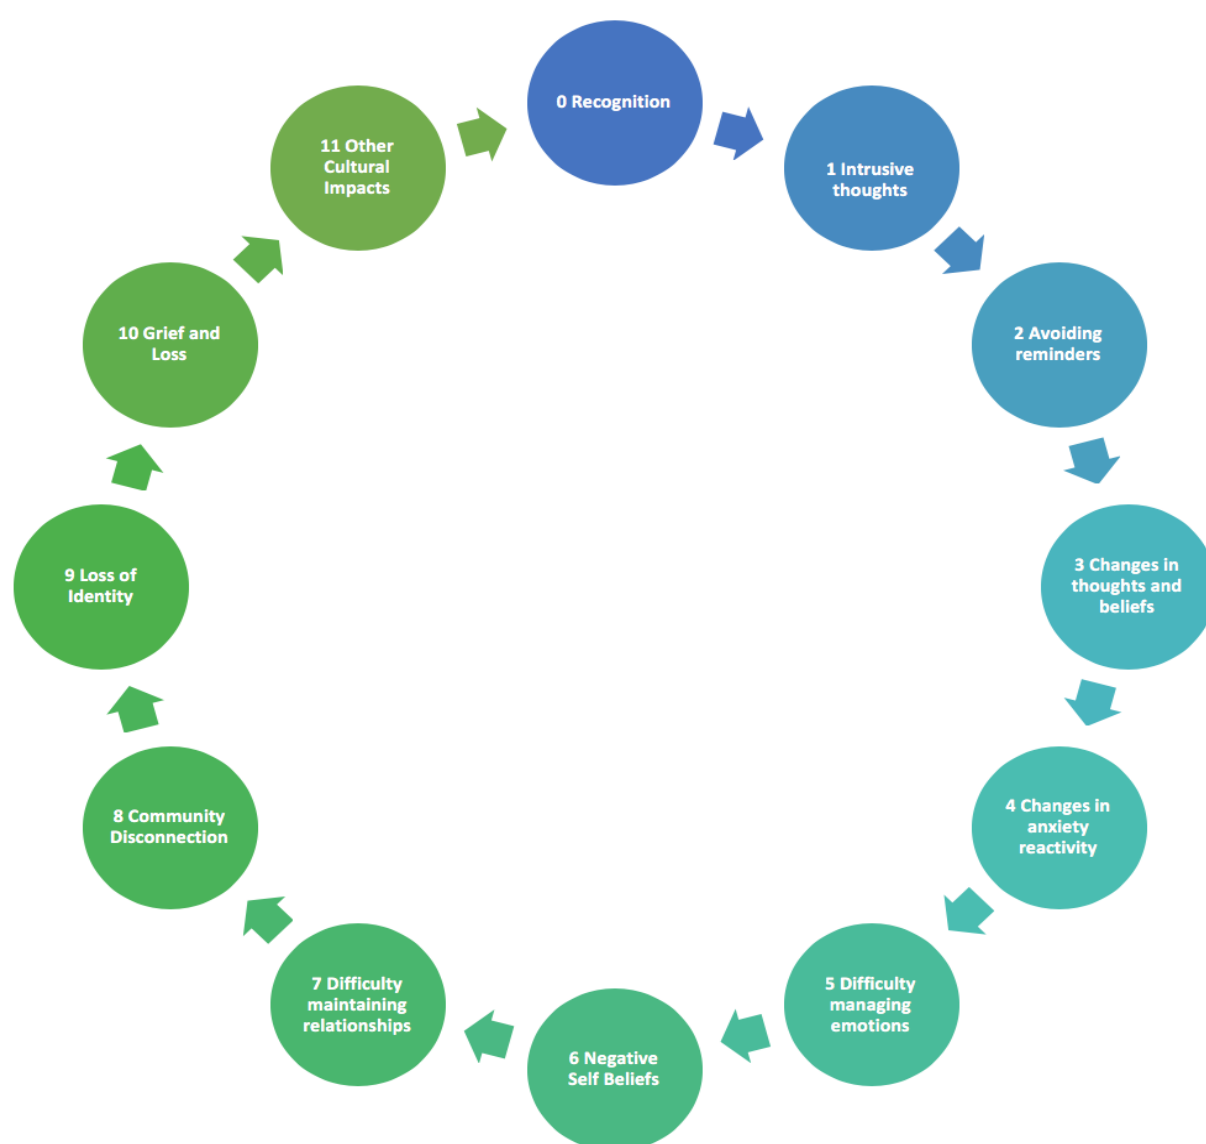 0 Recognition
1 Intrusive
thoughts
2 Avoiding
reminders
3 Changes in
thoughts and
beliefs
4 Changes in
anxiety
reactivity
5 Difficulty
managing
emotions
6 Negative
Self Beliefs
7 Difficulty
maintaining
relationships
8 Community
Disconnection
9 Loss of
Identity
10 Grief and
Loss
11 Other
Cultural
Impacts